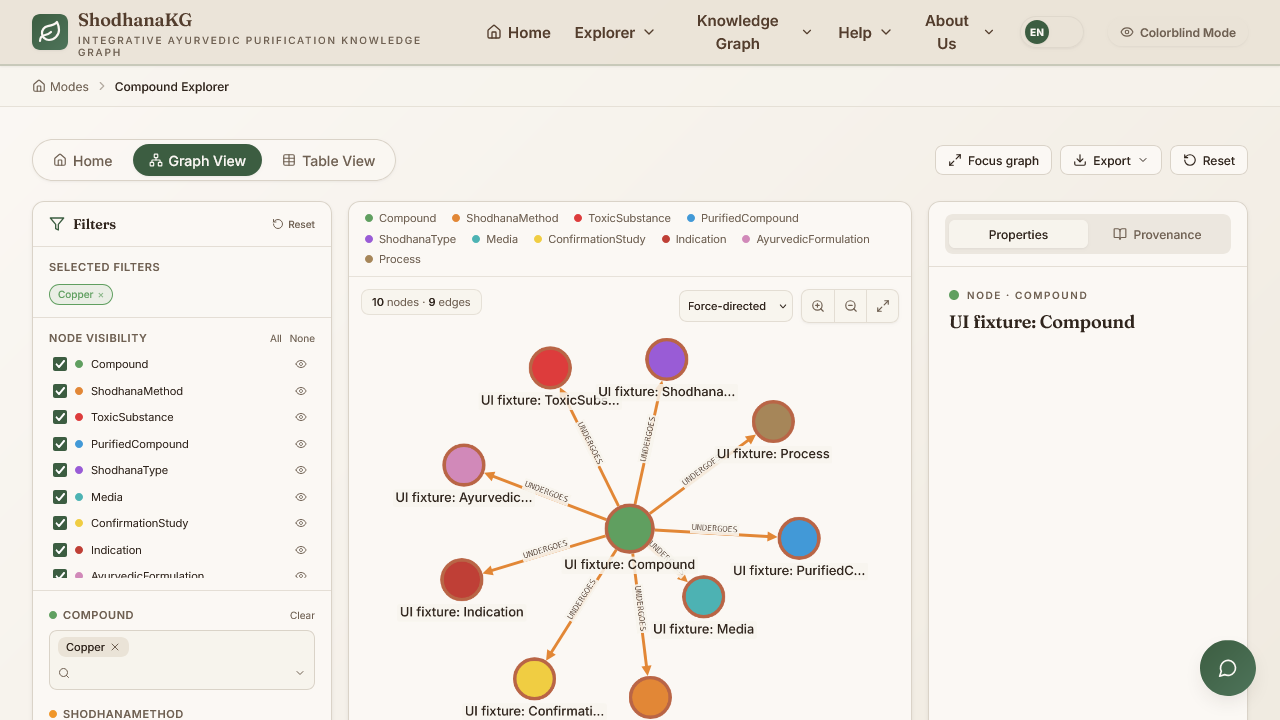 ShodhanaKG
INTEGRATIVE AYURVEDIC PURIFICATION KNOWLEDGE
GRAPH
Home
Explorer
Knowledge
Graph
Help
About
Us
EN
Colorblind Mode
Modes
Compound Explorer
Home
Graph View
Table View
Focus graph
Export
Reset
Filters
Reset
SELECTED FILTERS
Copper ×
NODE VISIBILITY
All None
Compound
ShodhanaMethod
ToxicSubstance
PurifiedCompound
ShodhanaType
Media
ConfirmationStudy
Indication
AyurvedicFormulation
COMPOUND
Clear
Copper ×
SHODHANAMETHOD
Compound ShodhanaMethod ToxicSubstance PurifiedCompound
ShodhanaType Media ConfirmationStudy Indication AyurvedicFormulation
Process
10 nodes · 9 edges
Force-directed
UI fixture: ToxicSubs...
UI fixture: Shodhana...
UNDERGOES
UNDERGOES
UI fixture: Process
UNDERGOES
UI fixture: Ayurvedic...
UNDERGOES
UNDERGOES
UI fixture: PurifiedC...
UI fixture: Compound
UNDERGOES
UI fixture: Indication
UNDERGOES
UNDERGOES
UI fixture: Media
UI fixture: Confirmati...
Properties
Provenance
NODE · COMPOUND
UI fixture: Compound